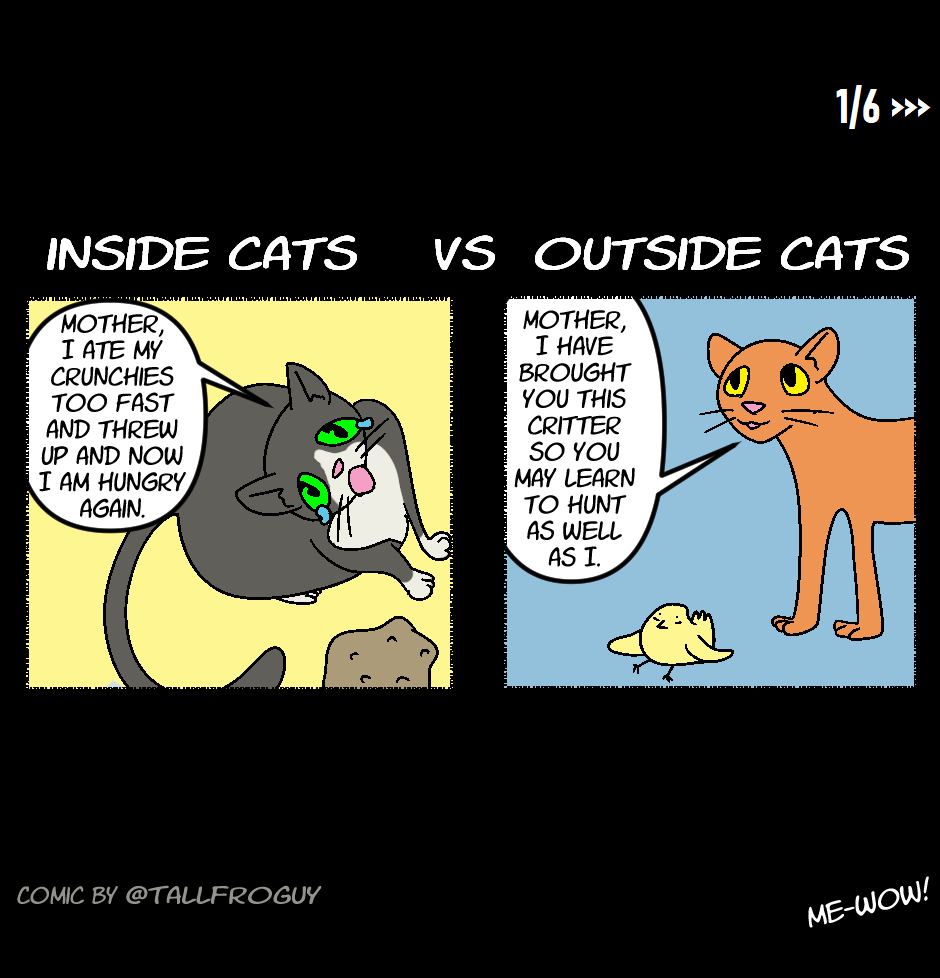 1/6 >>>
INSIDE CATS VS OUTSIDE CATS
MOTHER,
I ATE MY
CRUNCHIES
TOO FAST
AND THREW
UP AND NOW
I AM HUNGRY
AGAIN.
MOTHER,
I HAVE
BROUGHT
YOU THIS
CRITTER
SO YOU
MAY LEARN
TO HUNT
AS WELL
AS I.
COMIC BY @TALLFROGUY
ME-WOW!